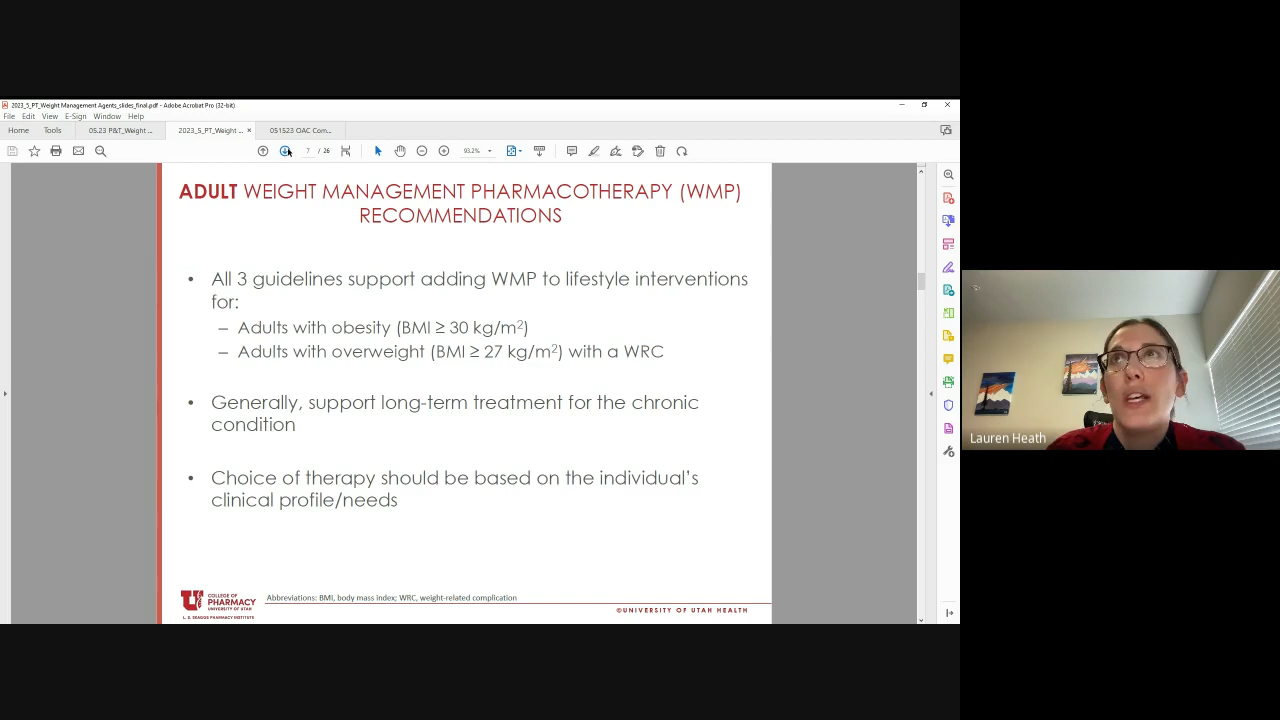 2023_5_PT_Weight Management Agents_slides_final.pdf - Adobe Acrobat Pro (32-bit)
File Edit View E-Sign Window Help
Home Tools 05.23 P&T_Weight ... 2023_5_PT_Weight ... × 051523 OAC Com...
7 / 26 93.2%
ADULT WEIGHT MANAGEMENT PHARMACOTHERAPY (WMP)
RECOMMENDATIONS
• All 3 guidelines support adding WMP to lifestyle interventions
for:
– Adults with obesity (BMI ≥ 30 kg/m²)
– Adults with overweight (BMI ≥ 27 kg/m²) with a WRC
• Generally, support long-term treatment for the chronic
condition
• Choice of therapy should be based on the individual's
clinical profile/needs
Lauren Heath
COLLEGE OF
PHARMACY
UNIVERSITY OF UTAH
L. S. SKAGGS PHARMACY INSTITUTE
Abbreviations: BMI, body mass index; WRC, weight-related complication
©UNIVERSITY OF UTAH HEALTH